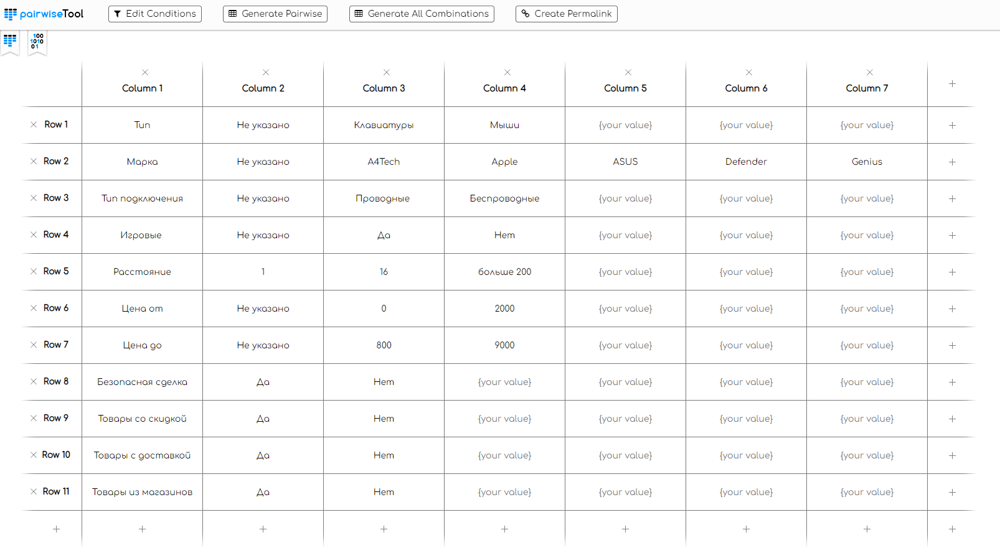 pairwiseTool Edit Conditions Generate Pairwise Generate All Combinations Create Permalink
100
1010
01
Column 1 Column 2 Column 3 Column 4 Column 5 Column 6 Column 7
Row 1 Тип Не указано Клавиатуры Мыши {your value} {your value} {your value}
Row 2 Марка Не указано A4Tech Apple ASUS Defender Genius
Row 3 Тип подключения Не указано Проводные Беспроводные {your value} {your value} {your value}
Row 4 Игровые Не указано Да Нет {your value} {your value} {your value}
Row 5 Расстояние 1 16 больше 200 {your value} {your value} {your value}
Row 6 Цена от Не указано 0 2000 {your value} {your value} {your value}
Row 7 Цена до Не указано 800 9000 {your value} {your value} {your value}
Row 8 Безопасная сделка Да Нет {your value} {your value} {your value} {your value}
Row 9 Товары со скидкой Да Нет {your value} {your value} {your value} {your value}
Row 10 Товары с доставкой Да Нет {your value} {your value} {your value} {your value}
Row 11 Товары из магазинов Да Нет {your value} {your value} {your value} {your value}